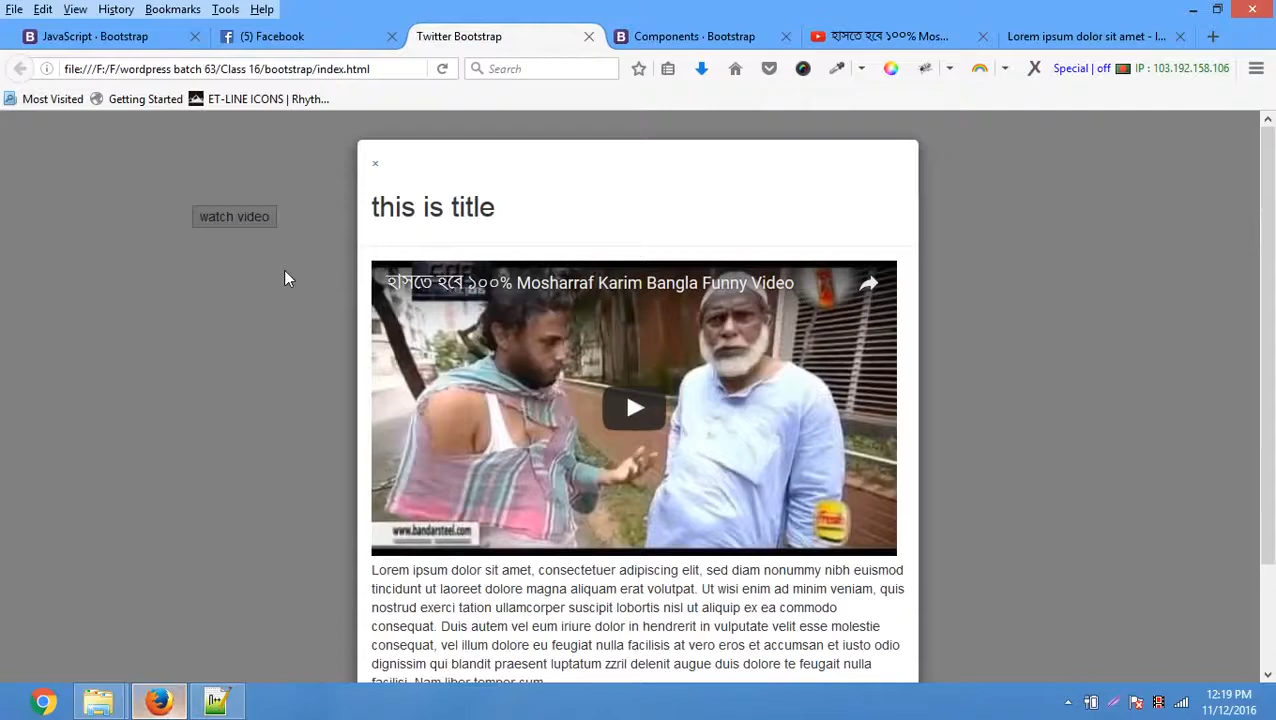 File Edit View History Bookmarks Tools Help
JavaScript · Bootstrap
(5) Facebook
Twitter Bootstrap
Components · Bootstrap
হাসতে হবে ১০০% Mos...
Lorem ipsum dolor sit amet - l...
file:///F:/F/wordpress batch 63/Class 16/bootstrap/index.html
Search
Special | off
IP : 103.192.158.106
Most Visited
Getting Started
ET-LINE ICONS | Rhyth...
×
this is title
watch video
হাসতে হবে ১০০% Mosharraf Karim Bangla Funny Video
www.bandarsteel.com
Lorem ipsum dolor sit amet, consectetuer adipiscing elit, sed diam nonummy nibh euismod
tincidunt ut laoreet dolore magna aliquam erat volutpat. Ut wisi enim ad minim veniam, quis
nostrud exerci tation ullamcorper suscipit lobortis nisl ut aliquip ex ea commodo
consequat. Duis autem vel eum iriure dolor in hendrerit in vulputate velit esse molestie
consequat, vel illum dolore eu feugiat nulla facilisis at vero eros et accumsan et iusto odio
dignissim qui blandit praesent luptatum zzril delenit augue duis dolore te feugait nulla
facilisi. Nam liber tempor cum
12:19 PM
11/12/2016